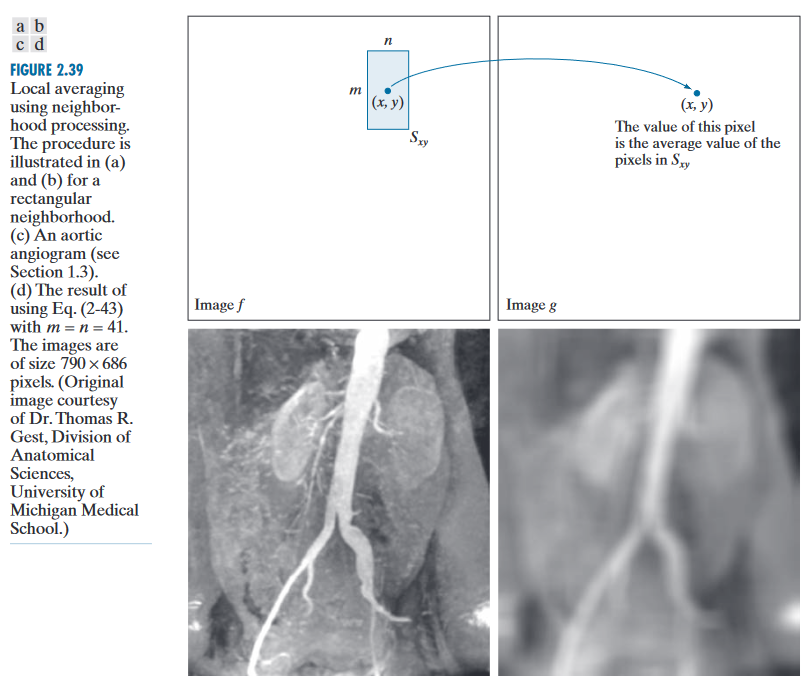 a b
c d
FIGURE 2.39
Local averaging
using neighbor-
hood processing.
The procedure is
illustrated in (a)
and (b) for a
rectangular
neighborhood.
(c) An aortic
angiogram (see
Section 1.3).
(d) The result of
using Eq. (2-43)
with m = n = 41.
The images are
of size 790 × 686
pixels. (Original
image courtesy
of Dr. Thomas R.
Gest, Division of
Anatomical
Sciences,
University of
Michigan Medical
School.)
n
m
(x, y)
Sxy
Image f
(x, y)
The value of this pixel
is the average value of the
pixels in Sxy
Image g